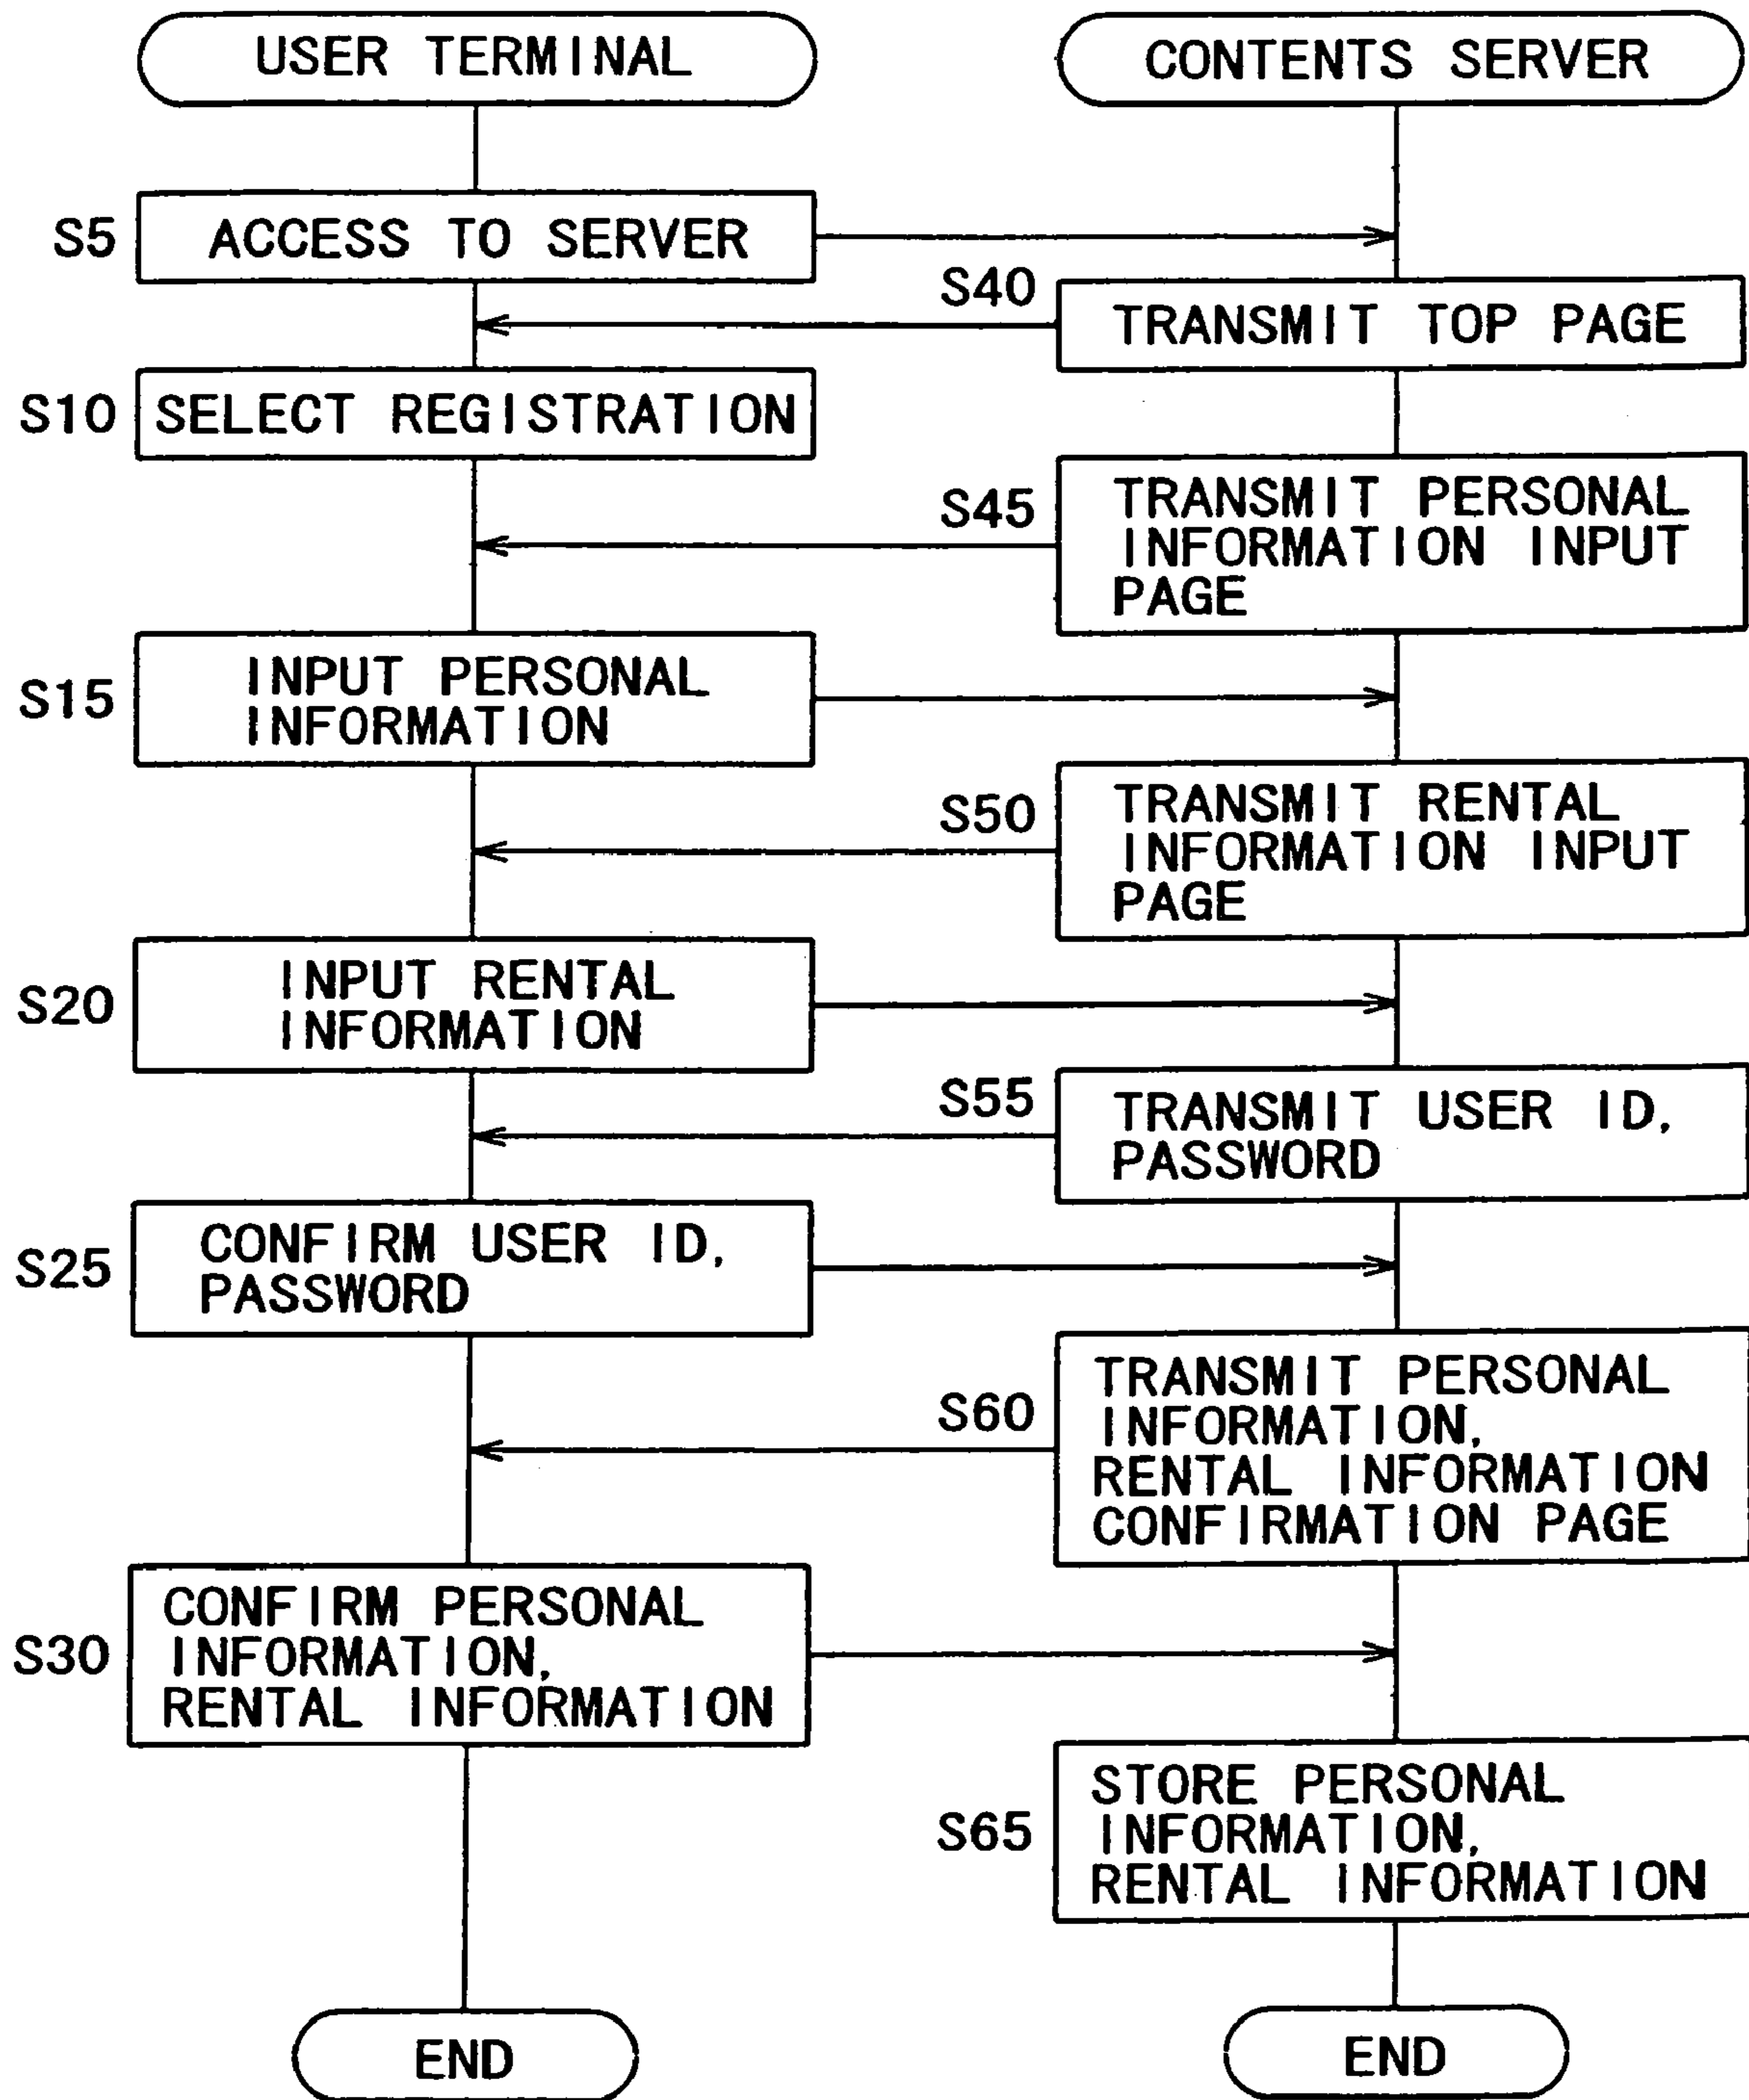 USER TERMINAL
CONTENTS SERVER
S5
ACCESS TO SERVER
S40
TRANSMIT TOP PAGE
S10
SELECT REGISTRATION
S45
TRANSMIT PERSONAL
INFORMATION INPUT
PAGE
S15
INPUT PERSONAL
INFORMATION
S50
TRANSMIT RENTAL
INFORMATION INPUT
PAGE
S20
INPUT RENTAL
INFORMATION
S55
TRANSMIT USER ID,
PASSWORD
S25
CONFIRM USER ID,
PASSWORD
S60
TRANSMIT PERSONAL
INFORMATION,
RENTAL INFORMATION
CONFIRMATION PAGE
S30
CONFIRM PERSONAL
INFORMATION,
RENTAL INFORMATION
S65
STORE PERSONAL
INFORMATION,
RENTAL INFORMATION
END
END